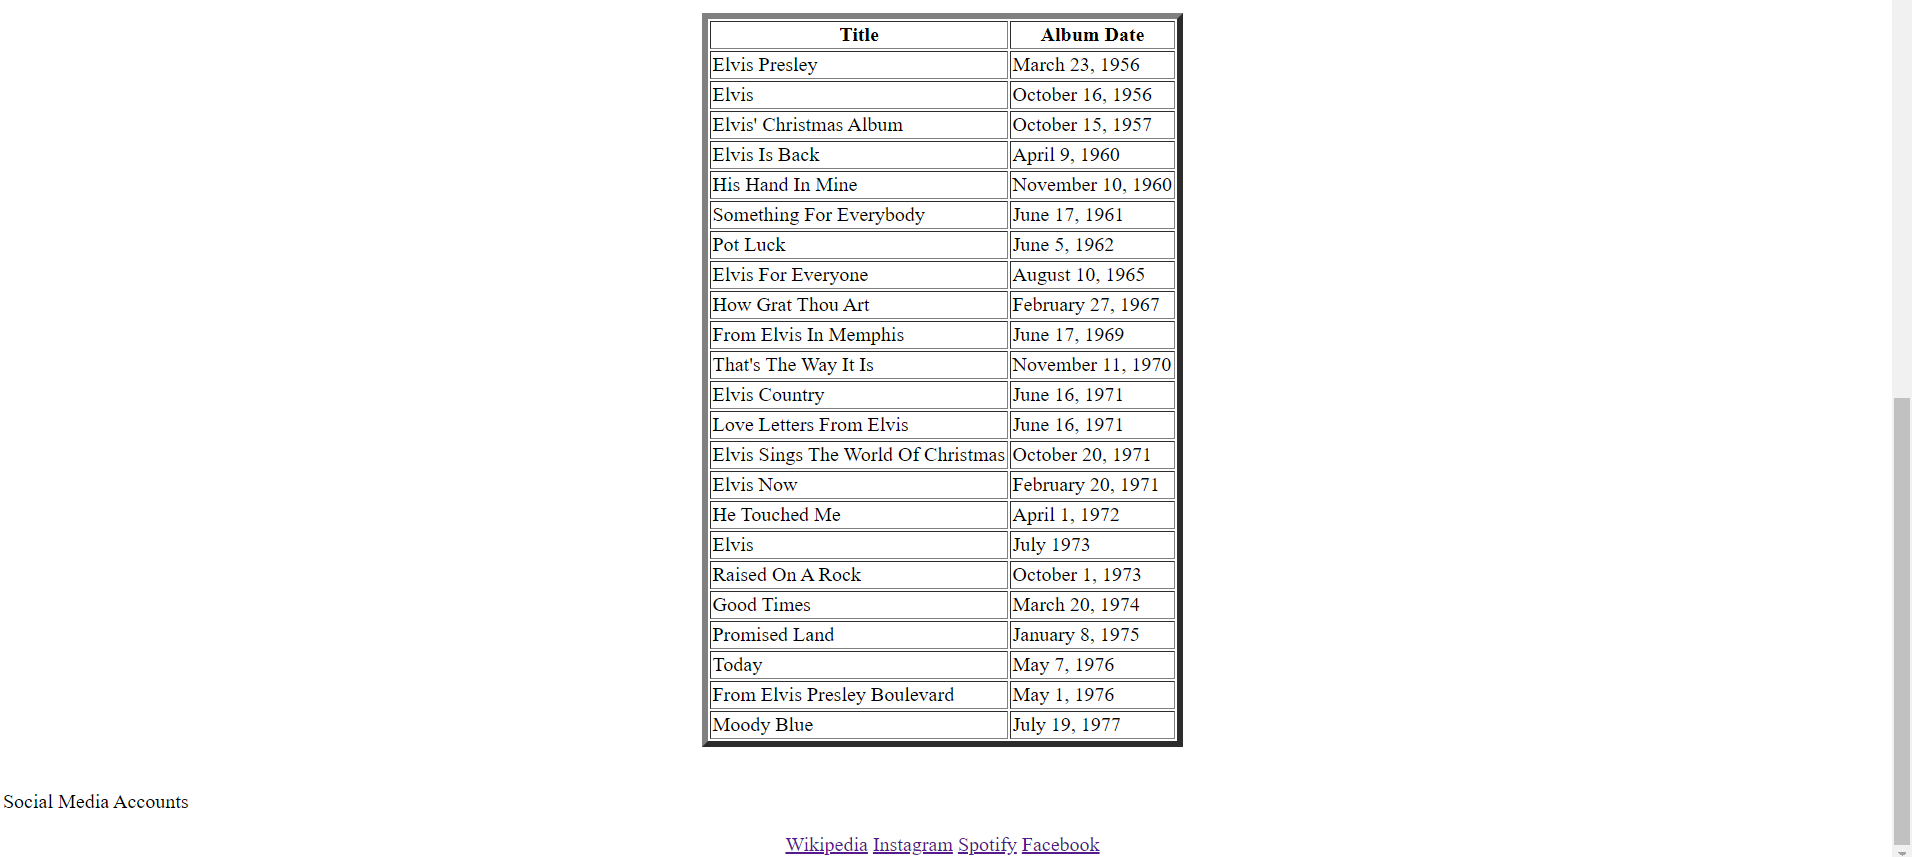 Title Album Date
Elvis Presley March 23, 1956
Elvis October 16, 1956
Elvis' Christmas Album October 15, 1957
Elvis Is Back April 9, 1960
His Hand In Mine November 10, 1960
Something For Everybody June 17, 1961
Pot Luck June 5, 1962
Elvis For Everyone August 10, 1965
How Grat Thou Art February 27, 1967
From Elvis In Memphis June 17, 1969
That's The Way It Is November 11, 1970
Elvis Country June 16, 1971
Love Letters From Elvis June 16, 1971
Elvis Sings The World Of Christmas October 20, 1971
Elvis Now February 20, 1971
He Touched Me April 1, 1972
Elvis July 1973
Raised On A Rock October 1, 1973
Good Times March 20, 1974
Promised Land January 8, 1975
Today May 7, 1976
From Elvis Presley Boulevard May 1, 1976
Moody Blue July 19, 1977
Social Media Accounts
Wikipedia Instagram Spotify Facebook